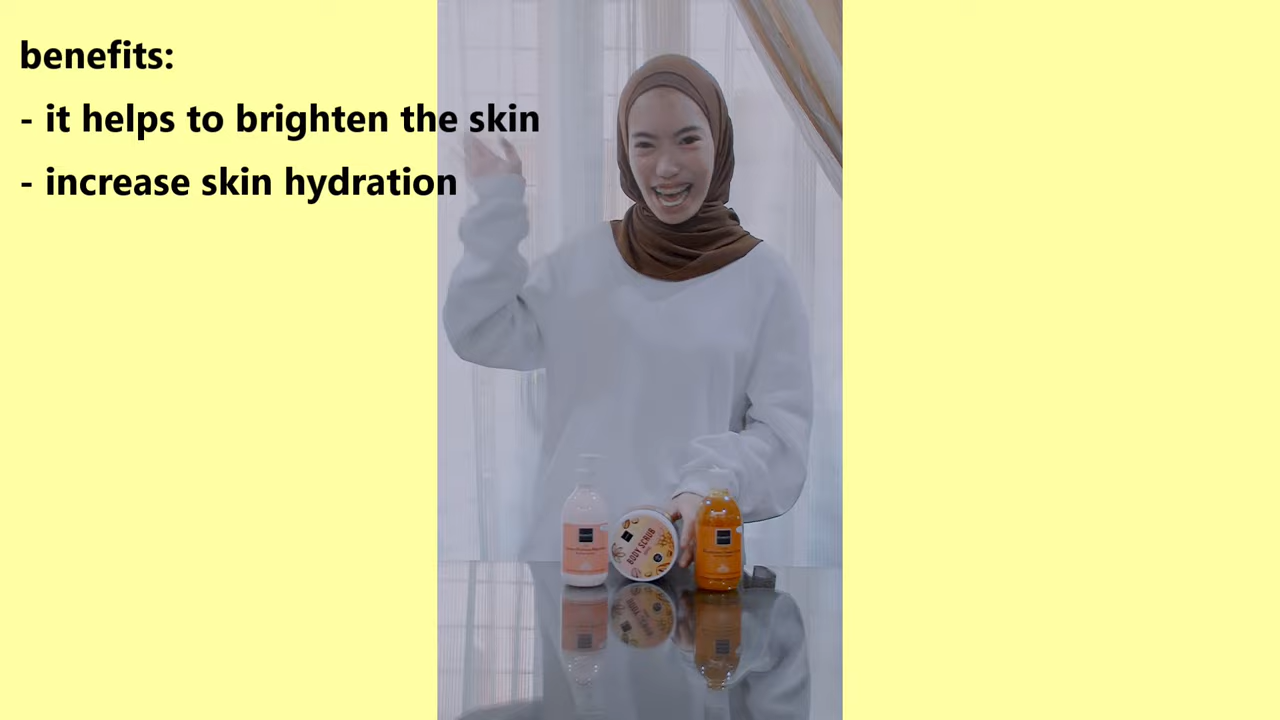 benefits:
- it helps to brighten the skin
- increase skin hydration
BODY SCRUB